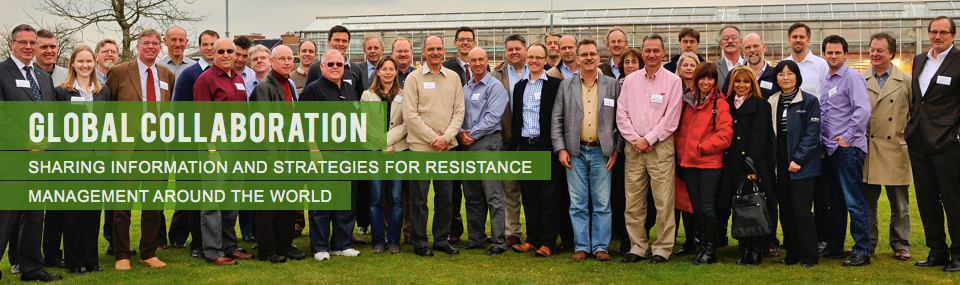 GLOBAL COLLABORATION
SHARING INFORMATION AND STRATEGIES FOR RESISTANCE
MANAGEMENT AROUND THE WORLD